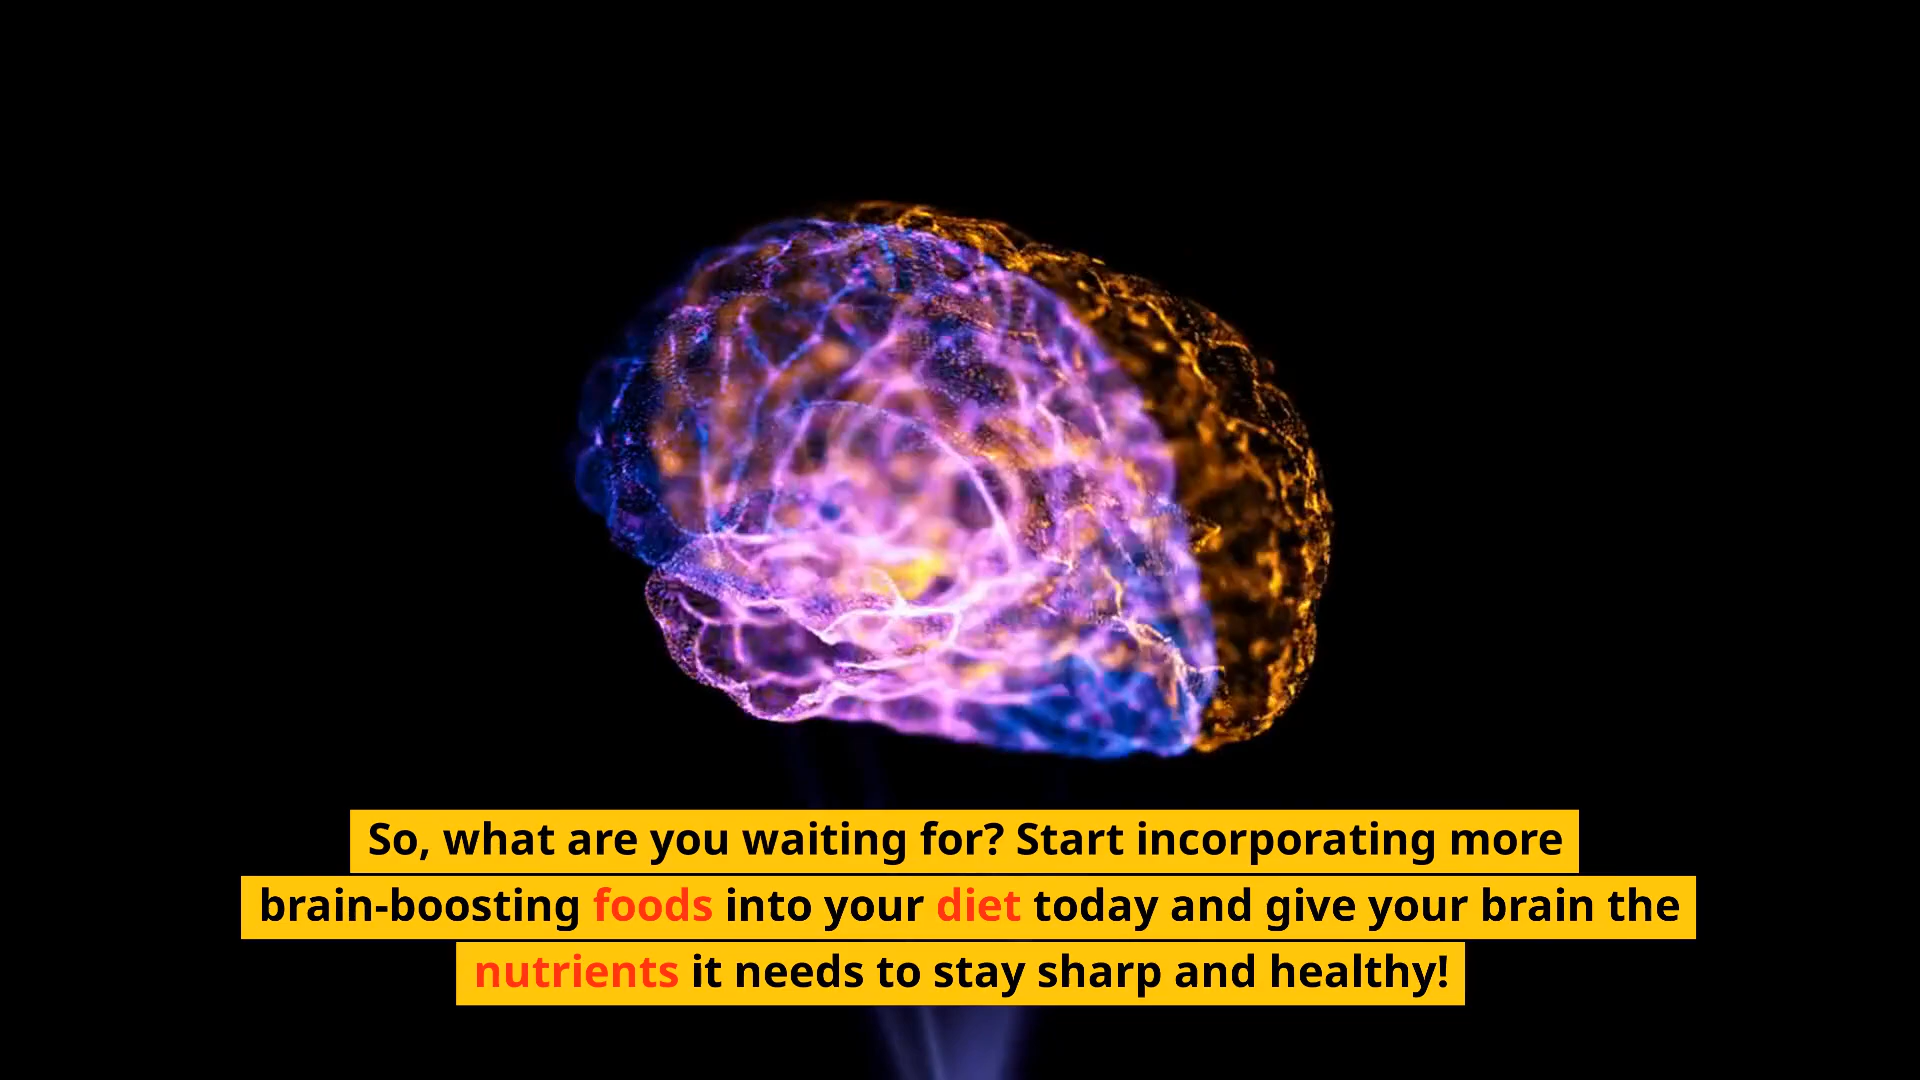 So, what are you waiting for? Start incorporating more
brain-boosting foods into your diet today and give your brain the
nutrients it needs to stay sharp and healthy!